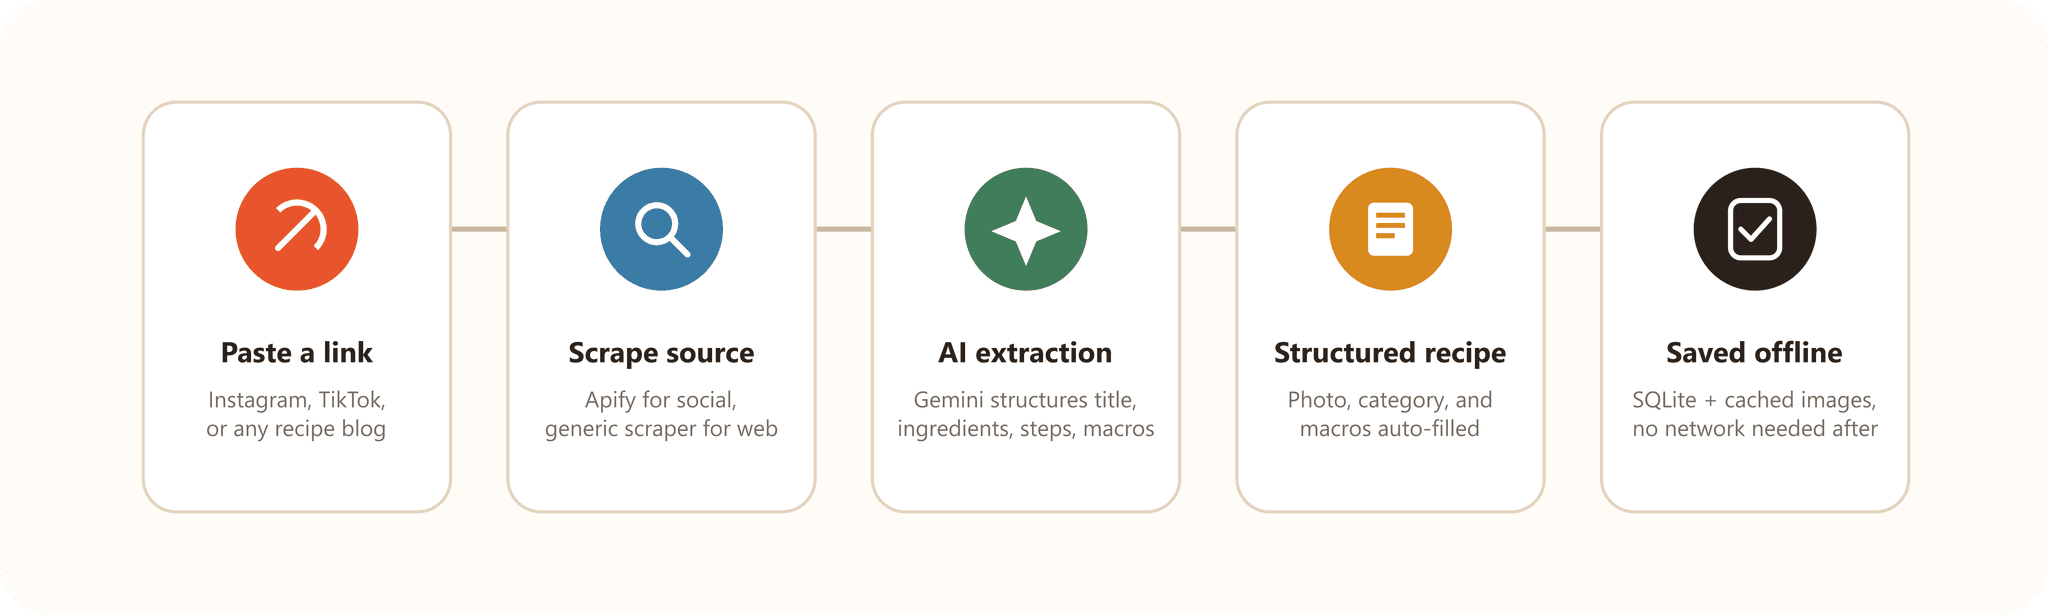 Paste a link
Instagram, TikTok,
or any recipe blog
Scrape source
Apify for social,
generic scraper for web
AI extraction
Gemini structures title,
ingredients, steps, macros
Structured recipe
Photo, category, and
macros auto-filled
Saved offline
SQLite + cached images,
no network needed after